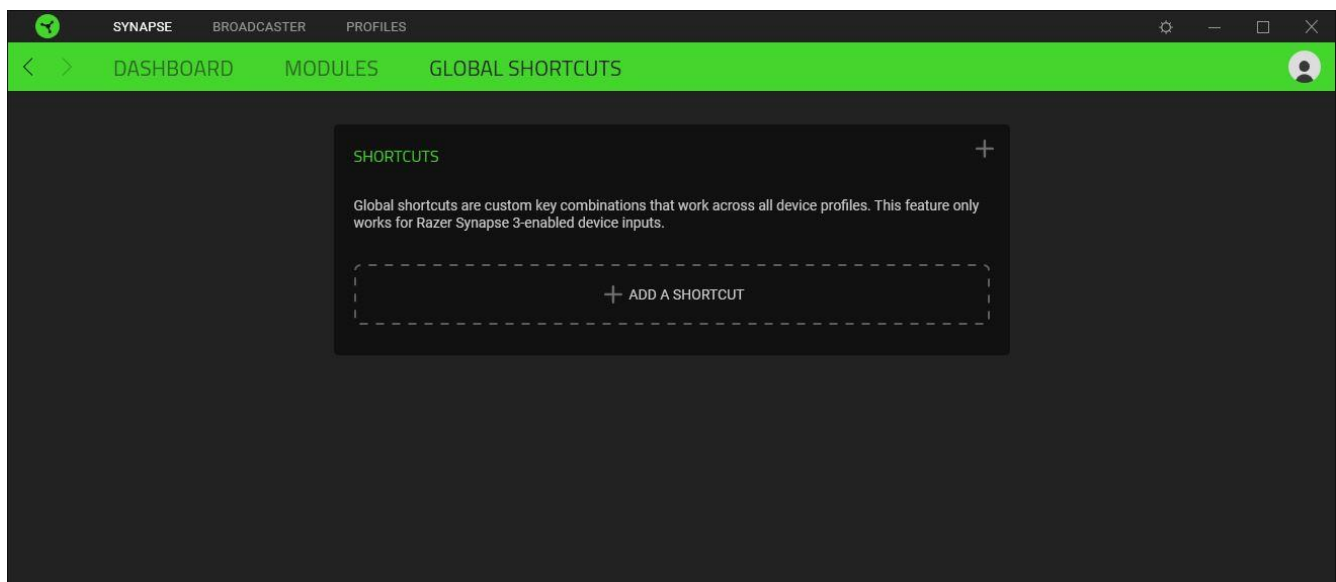 SYNAPSE BROADCASTER PROFILES
DASHBOARD MODULES GLOBAL SHORTCUTS
SHORTCUTS
Global shortcuts are custom key combinations that work across all device profiles. This feature only
works for Razer Synapse 3-enabled device inputs.
ADD A SHORTCUT